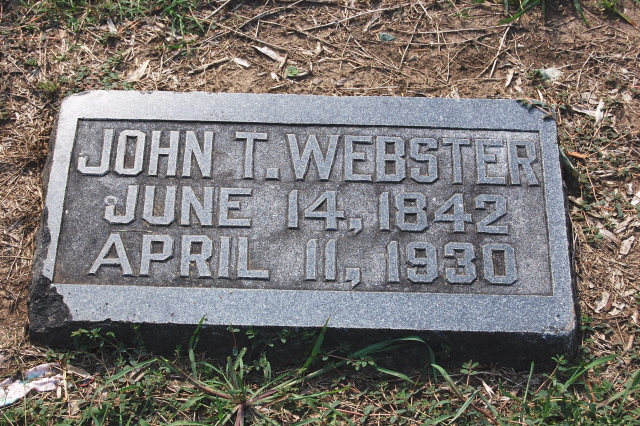 JOHN T. WEBSTER
JUNE 14, 1842
APRIL 11, 1930